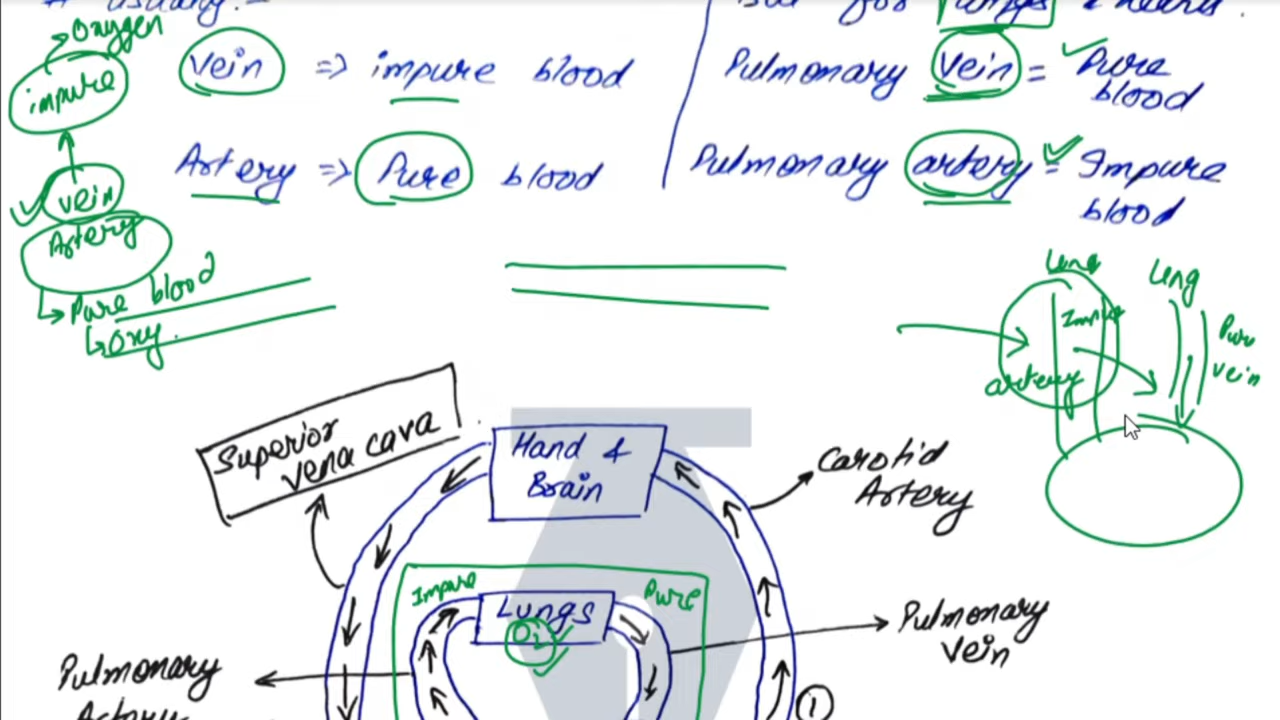 Oxygen
impure
vein
Artery
Pure blood
Oxy.
vein => impure blood
Artery => Pure blood
Lungs
Pulmonary vein = Pure
blood
Pulmonary artery = Impure
blood
Lung
Lung
artery
Pure
vein
Superior
vena cava
Hand &
Brain
Carotid
Artery
Impure
Pure
Lungs
Pulmonary
vein
Pulmonary
Artery
1